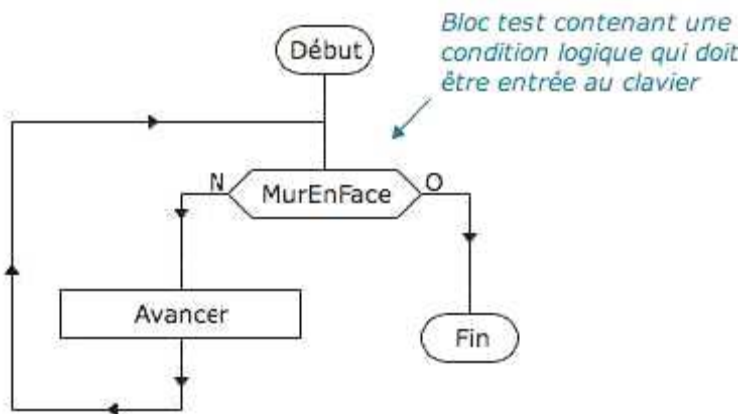 Bloc test contenant une
condition logique qui doit
être entrée au clavier
Début
N
MurEnFace
O
Avancer
Fin